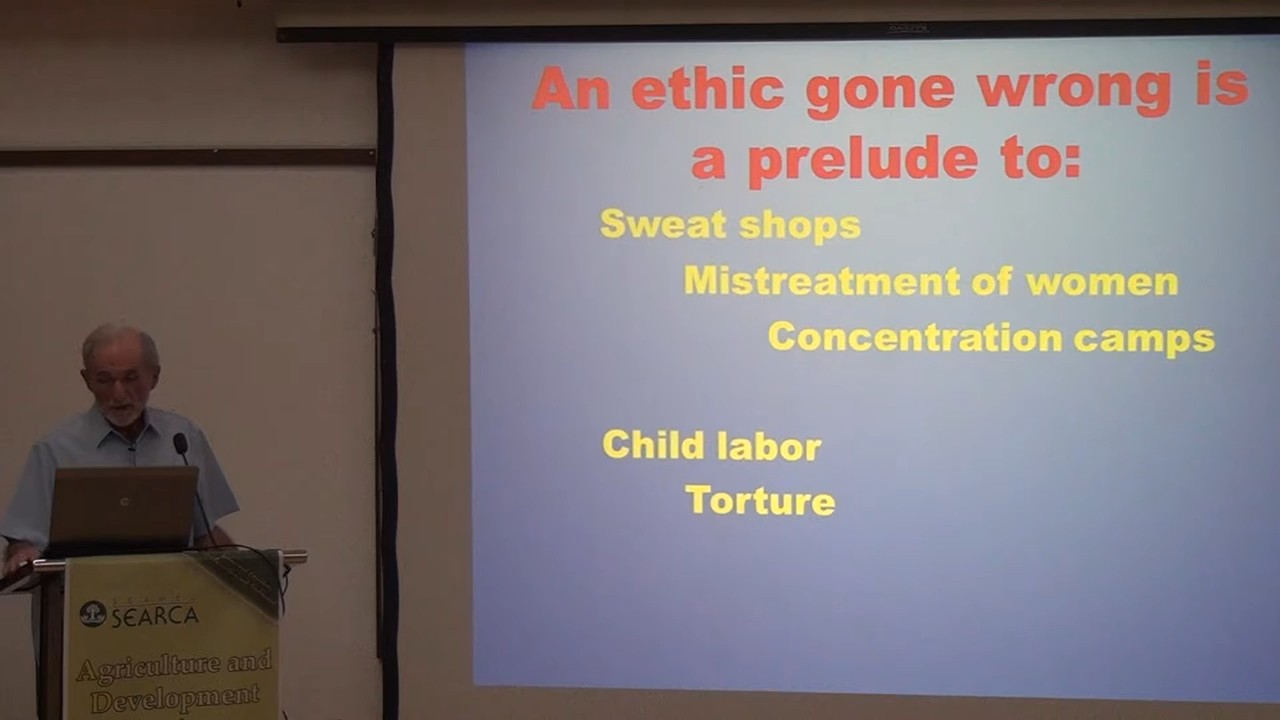 An ethic gone wrong is
a prelude to:
Sweat shops
Mistreatment of women
Concentration camps
Child labor
Torture
SEARCA
Agriculture and
Development